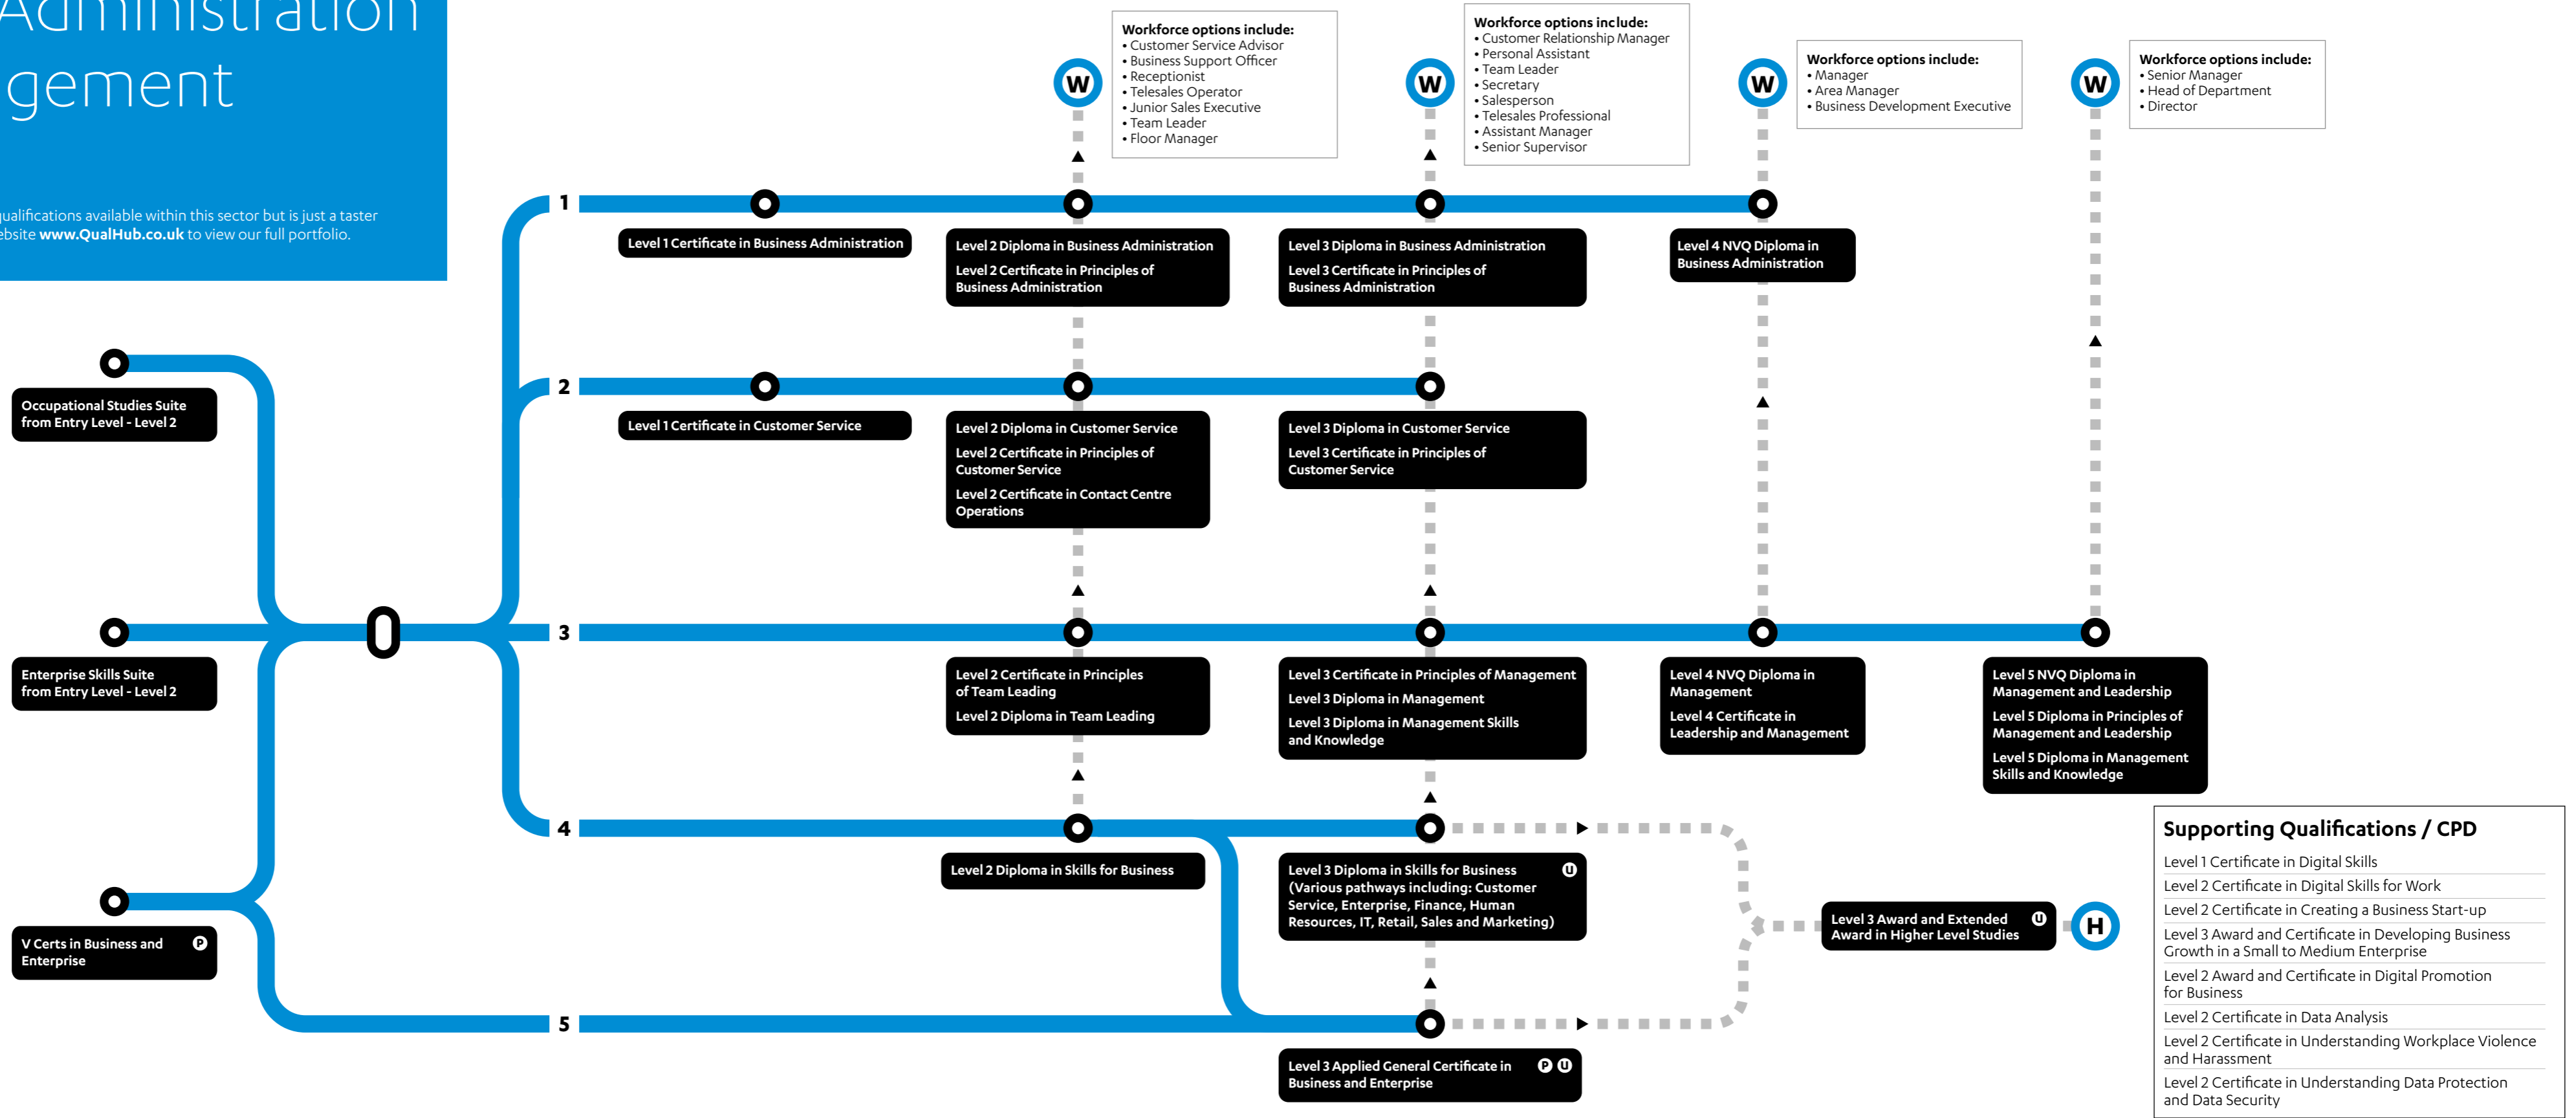 Administration
gement
qualifications available within this sector but is just a taster
ebsite www.QualHub.co.uk to view our full portfolio.
W
Workforce options include:
• Customer Service Advisor
• Business Support Officer
• Receptionist
• Telesales Operator
• Junior Sales Executive
• Team Leader
• Floor Manager
W
Workforce options include:
• Customer Relationship Manager
• Personal Assistant
• Team Leader
• Secretary
• Salesperson
• Telesales Professional
• Assistant Manager
• Senior Supervisor
W
Workforce options include:
• Manager
• Area Manager
• Business Development Executive
W
Workforce options include:
• Senior Manager
• Head of Department
• Director
1
Level 1 Certificate in Business Administration
Level 2 Diploma in Business Administration
Level 2 Certificate in Principles of
Business Administration
Level 3 Diploma in Business Administration
Level 3 Certificate in Principles of
Business Administration
Level 4 NVQ Diploma in
Business Administration
Occupational Studies Suite
from Entry Level - Level 2
2
Level 1 Certificate in Customer Service
Level 2 Diploma in Customer Service
Level 2 Certificate in Principles of
Customer Service
Level 2 Certificate in Contact Centre
Operations
Level 3 Diploma in Customer Service
Level 3 Certificate in Principles of
Customer Service
Enterprise Skills Suite
from Entry Level - Level 2
3
Level 2 Certificate in Principles
of Team Leading
Level 2 Diploma in Team Leading
Level 3 Certificate in Principles of Management
Level 3 Diploma in Management
Level 3 Diploma in Management Skills
and Knowledge
Level 4 NVQ Diploma in
Management
Level 4 Certificate in
Leadership and Management
Level 5 NVQ Diploma in
Management and Leadership
Level 5 Diploma in Principles of
Management and Leadership
Level 5 Diploma in Management
Skills and Knowledge
V Certs in Business and P
Enterprise
4
Level 2 Diploma in Skills for Business
Level 3 Diploma in Skills for Business U
(Various pathways including: Customer
Service, Enterprise, Finance, Human
Resources, IT, Retail, Sales and Marketing)
Level 3 Award and Extended U
Award in Higher Level Studies
H
5
Level 3 Applied General Certificate in P U
Business and Enterprise
Supporting Qualifications / CPD
Level 1 Certificate in Digital Skills
Level 2 Certificate in Digital Skills for Work
Level 2 Certificate in Creating a Business Start-up
Level 3 Award and Certificate in Developing Business
Growth in a Small to Medium Enterprise
Level 2 Award and Certificate in Digital Promotion
for Business
Level 2 Certificate in Data Analysis
Level 2 Certificate in Understanding Workplace Violence
and Harassment
Level 2 Certificate in Understanding Data Protection
and Data Security